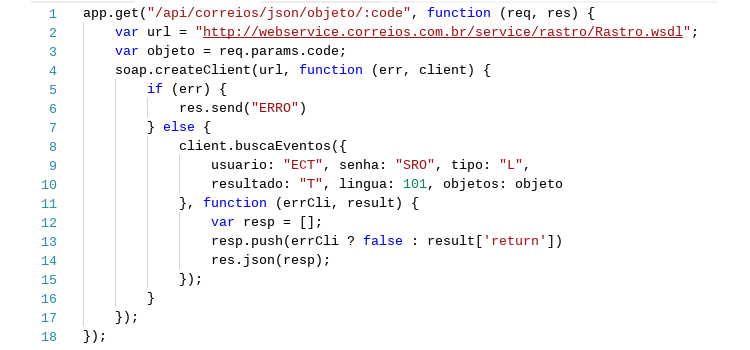 1 app.get("/api/correios/json/objeto/:code", function (req, res) {
2     var url = "http://webservice.correios.com.br/service/rastro/Rastro.wsdl";
3     var objeto = req.params.code;
4     soap.createClient(url, function (err, client) {
5         if (err) {
6             res.send("ERRO")
7         } else {
8             client.buscaEventos({
9                 usuario: "ECT", senha: "SRO", tipo: "L",
10                 resultado: "T", lingua: 101, objetos: objeto
11             }, function (errCli, result) {
12                 var resp = [];
13                 resp.push(errCli ? false : result['return'])
14                 res.json(resp);
15             });
16         }
17     });
18 });